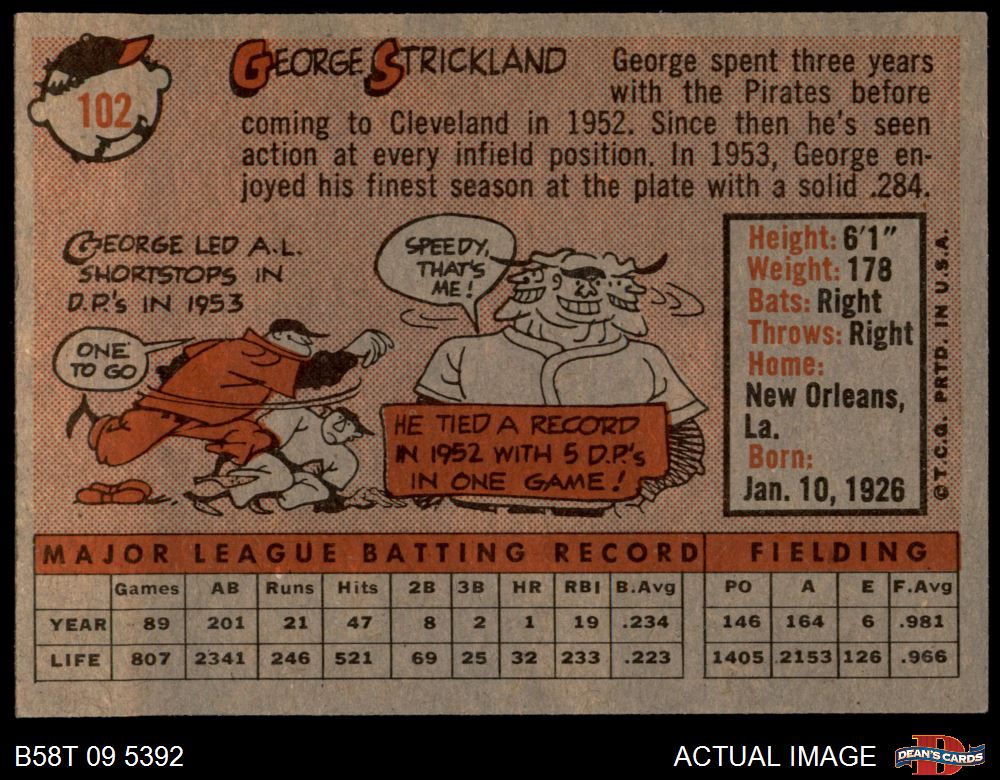 102
GEORGE STRICKLAND
George spent three years
with the Pirates before
coming to Cleveland in 1952. Since then he's seen
action at every infield position. In 1953, George en-
joyed his finest season at the plate with a solid .284.
GEORGE LED A.L.
SHORTSTOPS IN
D.P.'s IN 1953
ONE
TO GO
SPEEDY,
THAT'S
ME!
HE TIED A RECORD
IN 1952 WITH 5 D.P.'s
IN ONE GAME!
Height: 6'1"
Weight: 178
Bats: Right
Throws: Right
Home:
New Orleans,
La.
Born:
Jan. 10, 1926
©T.C.G. PRTD. IN U.S.A.
MAJOR LEAGUE BATTING RECORD FIELDING
Games AB Runs Hits 2B 3B HR RBI B.Avg PO A E F.Avg
YEAR 89 201 21 47 8 2 1 19 .234 146 164 6 .981
LIFE 807 2341 246 521 69 25 32 233 .223 1405 2153 126 .966
B58T 09 5392
ACTUAL IMAGE
D
DEAN'S CARDS